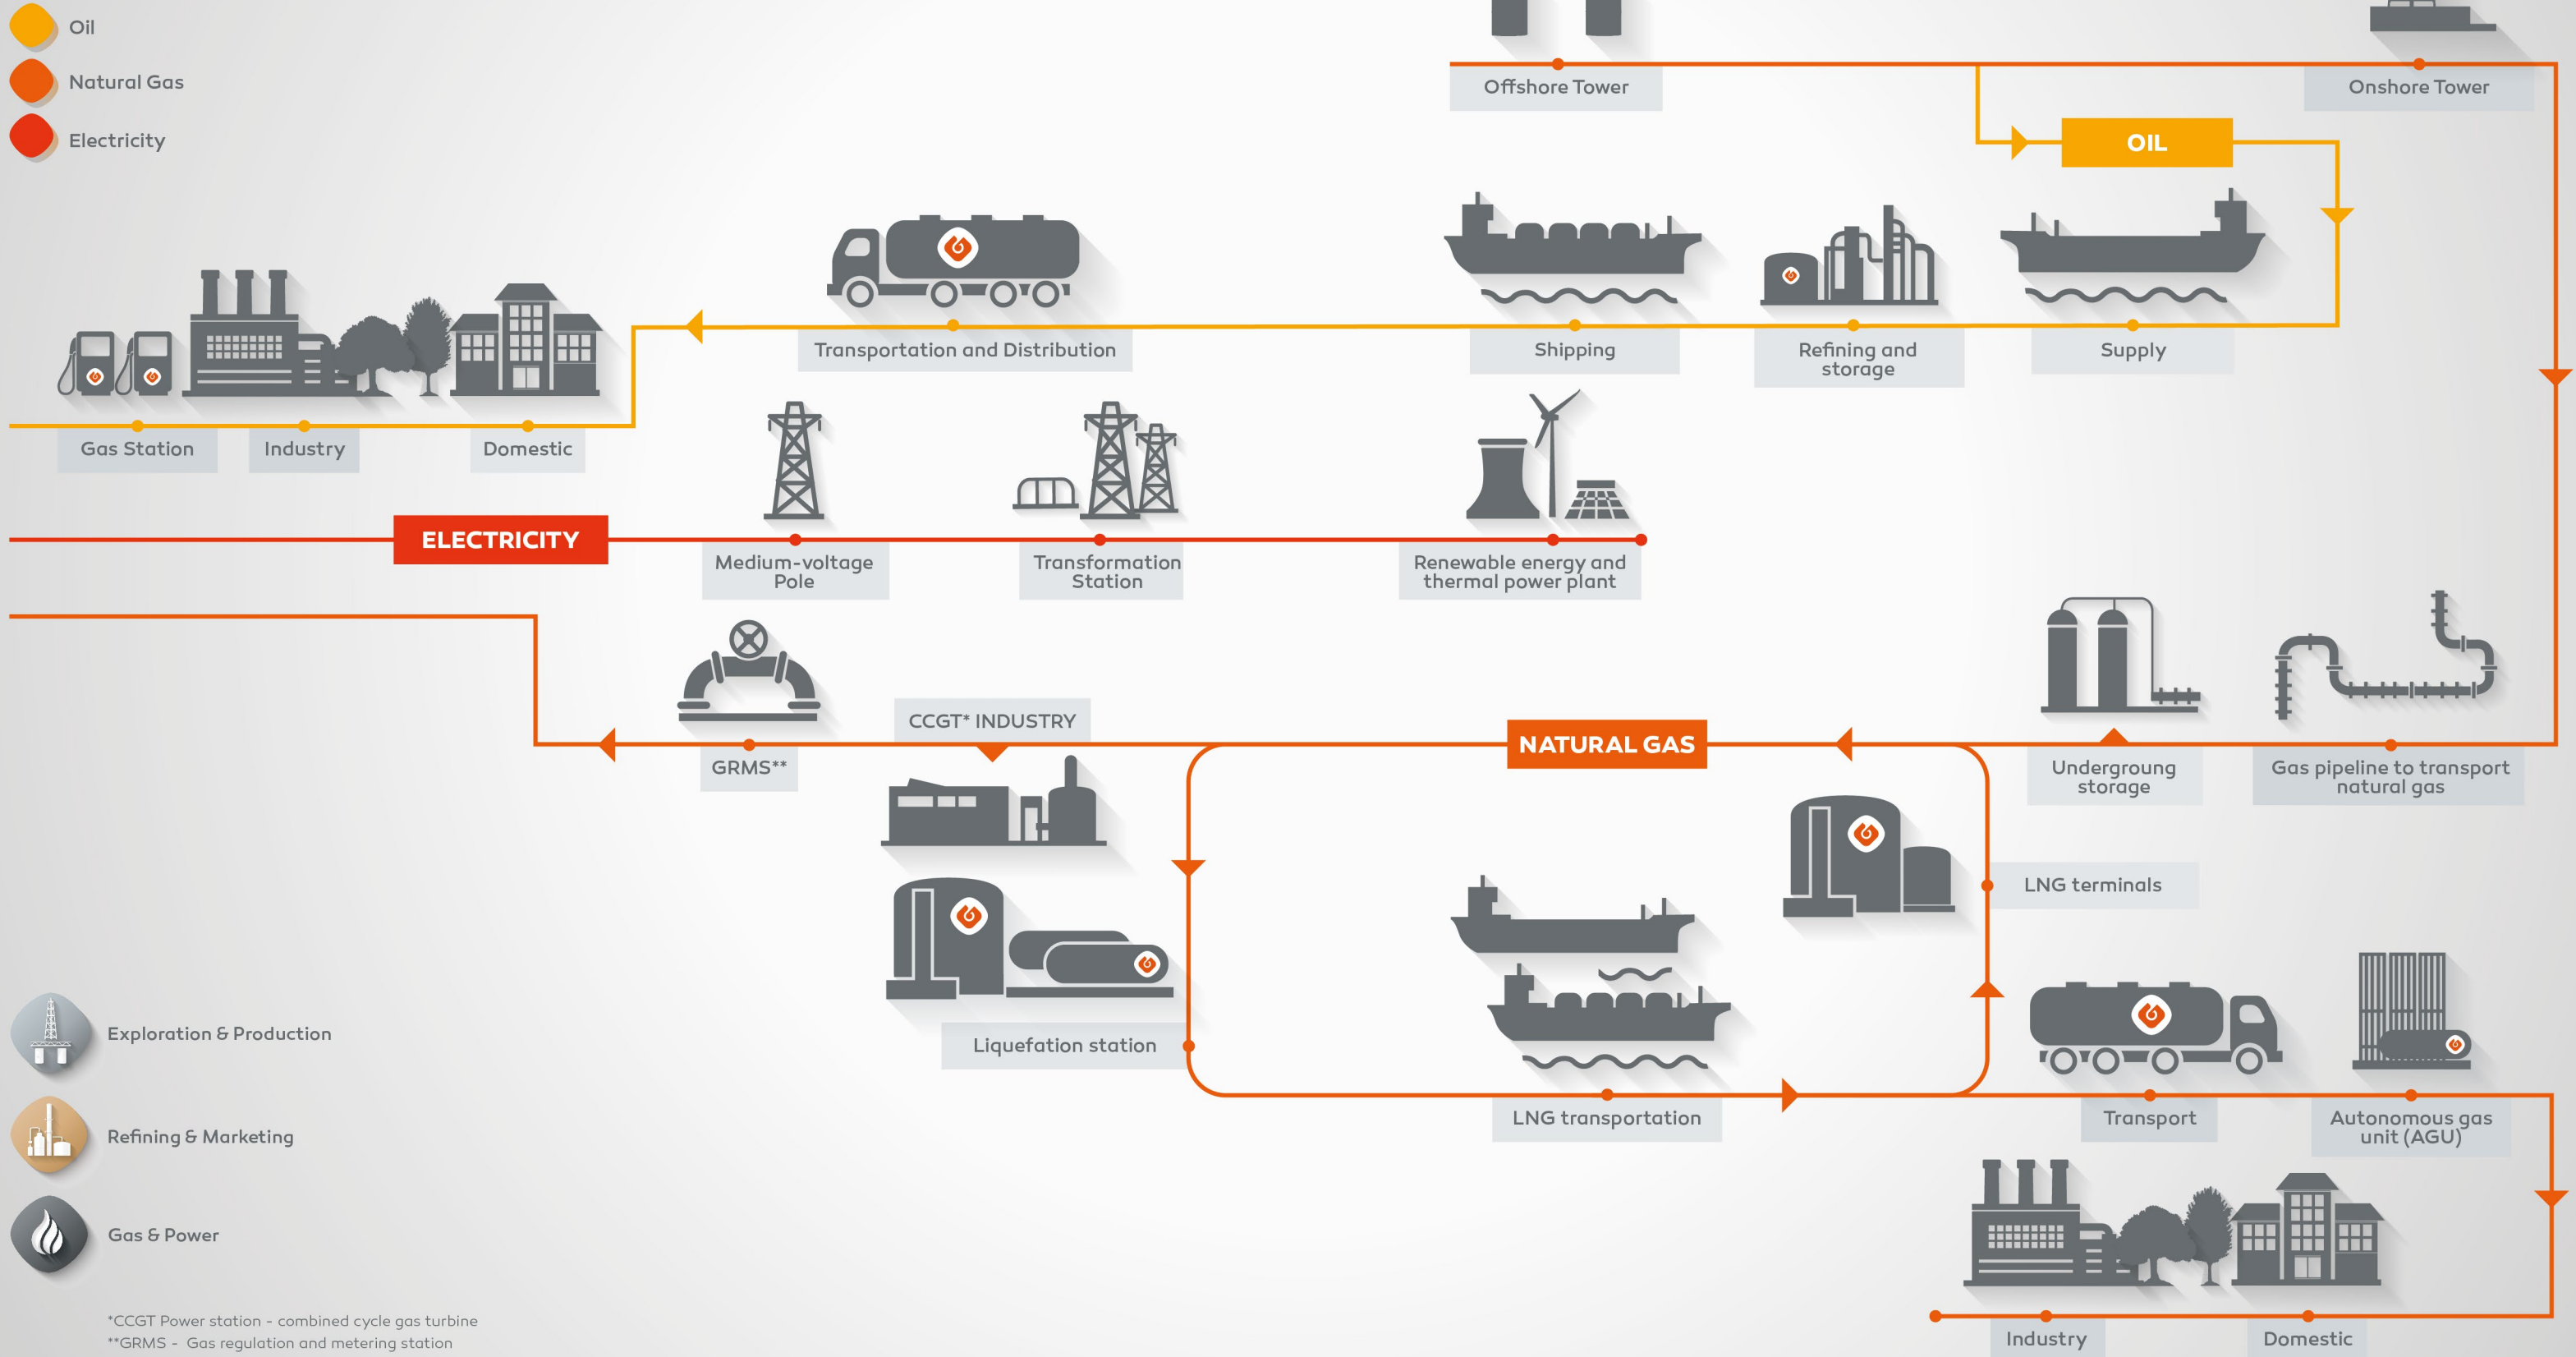 Oil
Natural Gas
Electricity
Offshore Tower
Onshore Tower
OIL
Transportation and Distribution
Shipping
Refining and
storage
Supply
Gas Station
Industry
Domestic
ELECTRICITY
Medium-voltage
Pole
Transformation
Station
Renewable energy and
thermal power plant
CCGT* INDUSTRY
GRMS**
NATURAL GAS
Undergroung
storage
Gas pipeline to transport
natural gas
LNG terminals
Liquefation station
LNG transportation
Transport
Autonomous gas
unit (AGU)
Industry
Domestic
Exploration & Production
Refining & Marketing
Gas & Power
*CCGT Power station - combined cycle gas turbine
**GRMS - Gas regulation and metering station